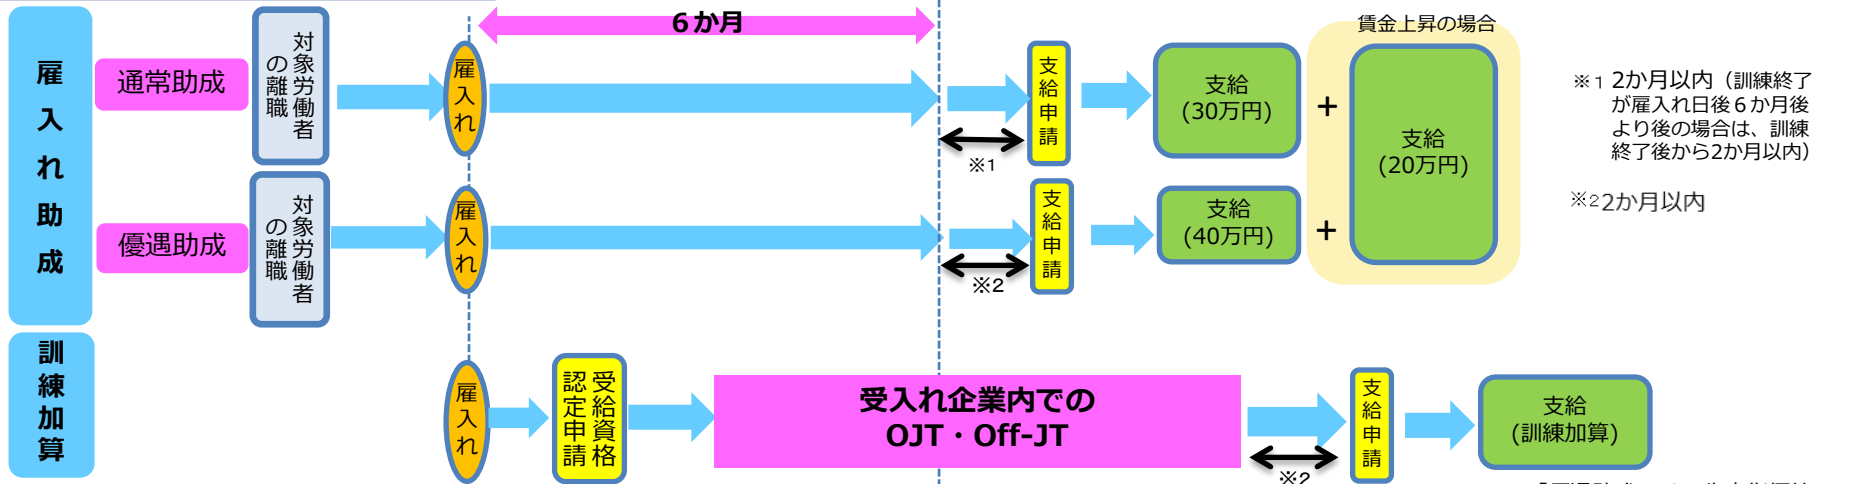 6か月
賃金上昇の場合
雇入れ助成
通常助成
対象労働者
の離職
雇入れ
※1
支給申請
支給
(30万円)
+
支給
(20万円)
※1 2か月以内（訓練終了
が雇入れ日後６か月後
より後の場合は、訓練
終了後から2か月以内）
※2 2か月以内
優遇助成
対象労働者
の離職
雇入れ
※2
支給申請
支給
(40万円)
+
訓練加算
雇入れ
受給資格
認定申請
受入れ企業内での
OJT・Off-JT
※2
支給申請
支給
(訓練加算)